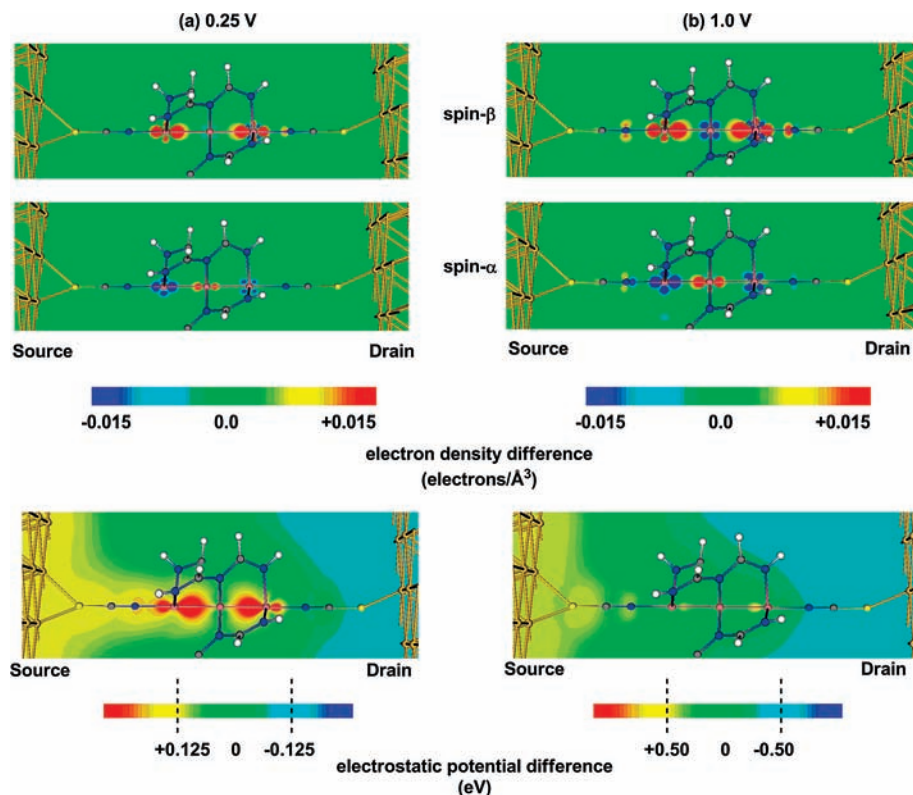 (a) 0.25 V
(b) 1.0 V
spin-β
spin-α
Source
Drain
Source
Drain
-0.015
0.0
+0.015
-0.015
0.0
+0.015
electron density difference
(electrons/Å³)
Source
Drain
Source
Drain
+0.125
0
-0.125
+0.50
0
-0.50
electrostatic potential difference
(eV)